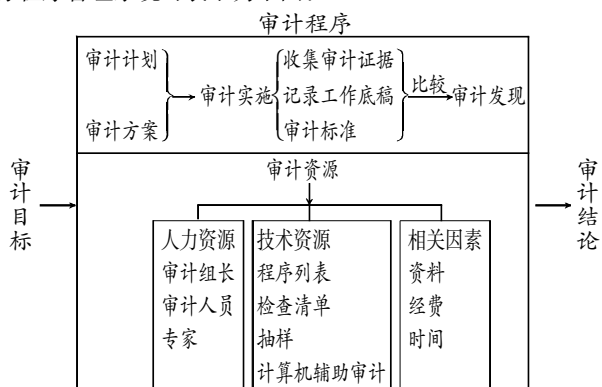 审计程序
审计计划
审计方案
审计实施
收集审计证据
记录工作底稿
审计标准
比较
审计发现
审计目标
审计资源
人力资源
审计组长
审计人员
专家
技术资源
程序列表
检查清单
抽样
计算机辅助审计
相关因素
资料
经费
时间
审计结论